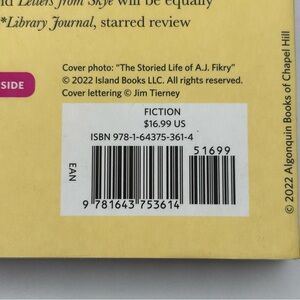 Letters from Skye will be equally
*Library Journal, starred review
SIDE
Cover photo: "The Storied Life of A.J. Fikry"
© 2022 Island Books LLC. All rights reserved.
Cover lettering © Jim Tierney
FICTION
$16.99 US
ISBN 978-1-64375-361-4
51699
EAN
9 781643 753614
© 2022 Algonquin Books of Chapel Hill